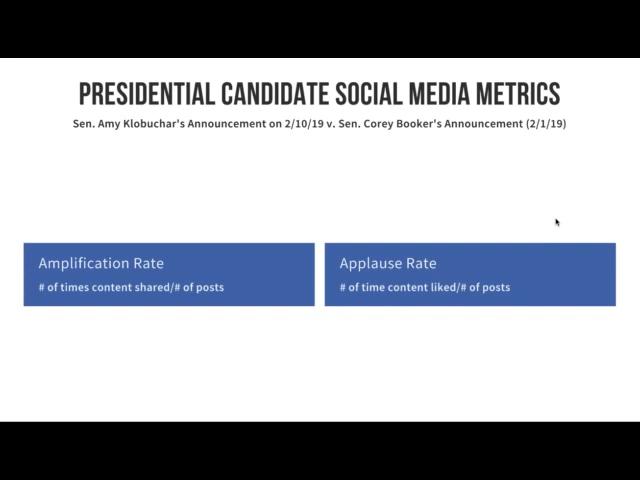 PRESIDENTIAL CANDIDATE SOCIAL MEDIA METRICS
Sen. Amy Klobuchar's Announcement on 2/10/19 v. Sen. Corey Booker's Announcement (2/1/19)
Amplification Rate
# of times content shared/# of posts
Applause Rate
# of time content liked/# of posts